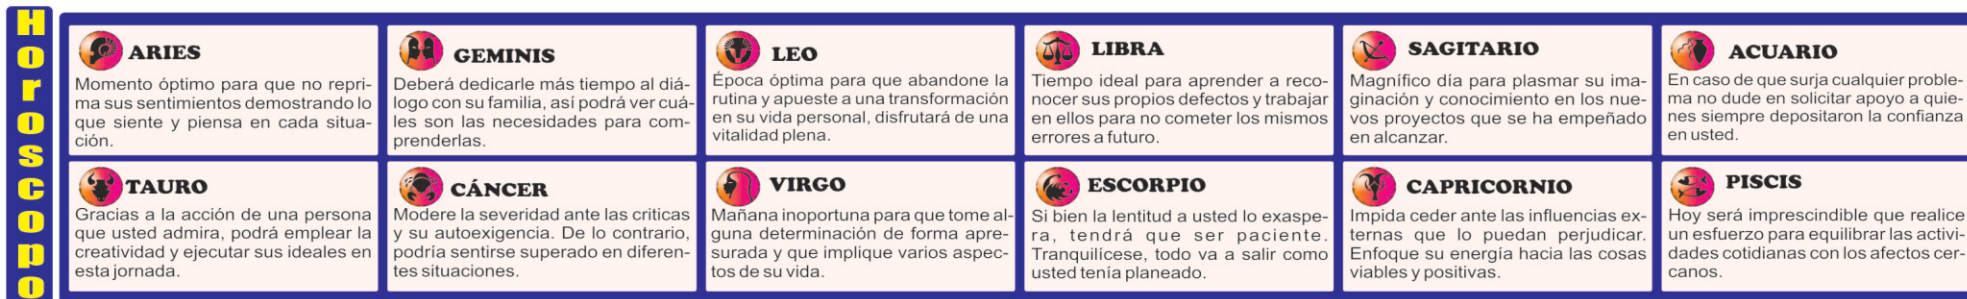 Horoscopo
ARIES
Momento óptimo para que no repri-
ma sus sentimientos demostrando lo
que siente y piensa en cada situa-
ción.
TAURO
Gracias a la acción de una persona
que usted admira, podrá emplear la
creatividad y ejecutar sus ideales en
esta jornada.
GEMINIS
Deberá dedicarle más tiempo al diá-
logo con su familia, así podrá ver cuá-
les son las necesidades para com-
prenderlas.
CÁNCER
Modere la severidad ante las criticas
y su autoexigencia. De lo contrario,
podría sentirse superado en diferen-
tes situaciones.
LEO
Época óptima para que abandone la
rutina y apueste a una transformación
en su vida personal, disfrutará de una
vitalidad plena.
VIRGO
Mañana inoportuna para que tome al-
guna determinación de forma apre-
surada y que implique varios aspec-
tos de su vida.
LIBRA
Tiempo ideal para aprender a reco-
nocer sus propios defectos y trabajar
en ellos para no cometer los mismos
errores a futuro.
ESCORPIO
Si bien la lentitud a usted lo exaspe-
ra, tendrá que ser paciente.
Tranquilícese, todo va a salir como
usted tenía planeado.
SAGITARIO
Magnífico día para plasmar su ima-
ginación y conocimiento en los nue-
vos proyectos que se ha empeñado
en alcanzar.
CAPRICORNIO
Impida ceder ante las influencias ex-
ternas que lo puedan perjudicar.
Enfoque su energía hacia las cosas
viables y positivas.
ACUARIO
En caso de que surja cualquier proble-
ma no dude en solicitar apoyo a quie-
nes siempre depositaron la confianza
en usted.
PISCIS
Hoy será imprescindible que realice
un esfuerzo para equilibrar las activi-
dades cotidianas con los afectos cer-
canos.